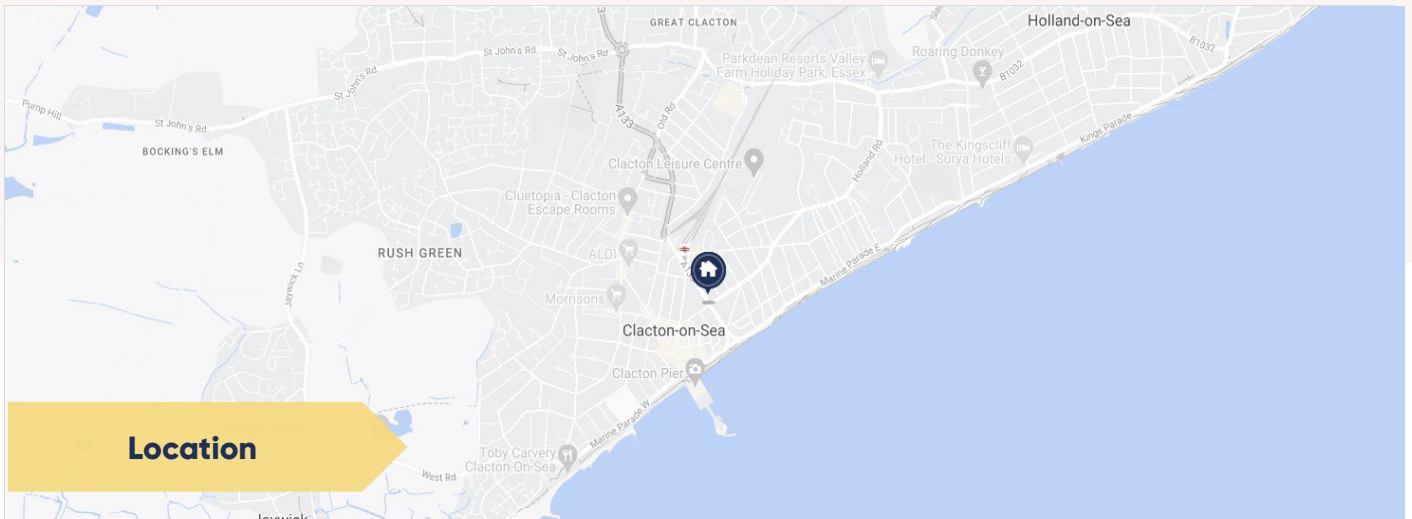 GREAT CLACTON
Holland-on-Sea
St John's Rd
St John's Rd
B1032
Parkdean Resorts Valley
Farm Holiday Park, Essex
Roaring Donkey
B1032
St John's Rd
Pump Hill
A133
Old Rd
St John's Rd
Kings Parade
BOCKING'S ELM
The Kingscliff
Hotel - Surya Hotels
Clacton Leisure Centre
Holland Rd
Cluetopia - Clacton
Escape Rooms
RUSH GREEN
ALDI
Marine Parade E
Jaywick Ln
Morrisons
Clacton-on-Sea
Clacton Pier
Marine Parade W
Location
Toby Carvery
Clacton-On-Sea
West Rd
Jaywick